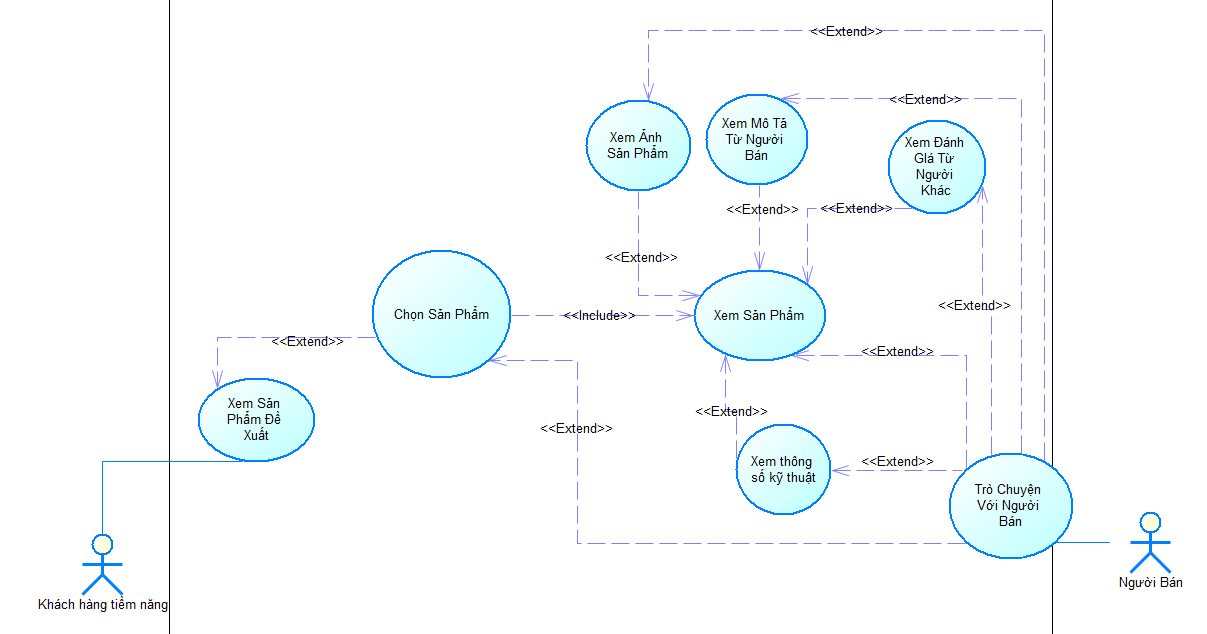 <<Extend>>
<<Extend>>
Xem Ảnh
Sản Phẩm
Xem Mô Tả
Từ Người
Bán
Xem Đánh
Giá Từ
Người
Khác
<<Extend>>
<<Extend>>
<<Extend>>
<<Extend>>
Chọn Sản Phẩm
<<Include>>
Xem Sản Phẩm
<<Extend>>
<<Extend>>
Xem Sản
Phẩm Đề
Xuất
<<Extend>>
<<Extend>>
Xem thông
số kỹ thuật
<<Extend>>
Trò Chuyện
Với Người
Bán
Khách hàng tiềm năng
Người Bán